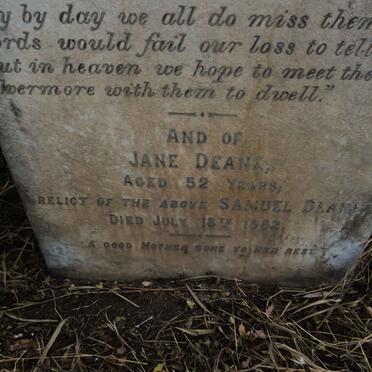 y by day we all do miss them
ords would fail our loss to tell
ut in heaven we hope to meet the
vermore with them to dwell."
AND OF
JANE DEANE,
AGED 52 YEARS,
RELICT OF THE ABOVE SAMUEL DEANE
DIED JULY 18TH 1882
"A GOOD MOTHER GONE TO HER REST"